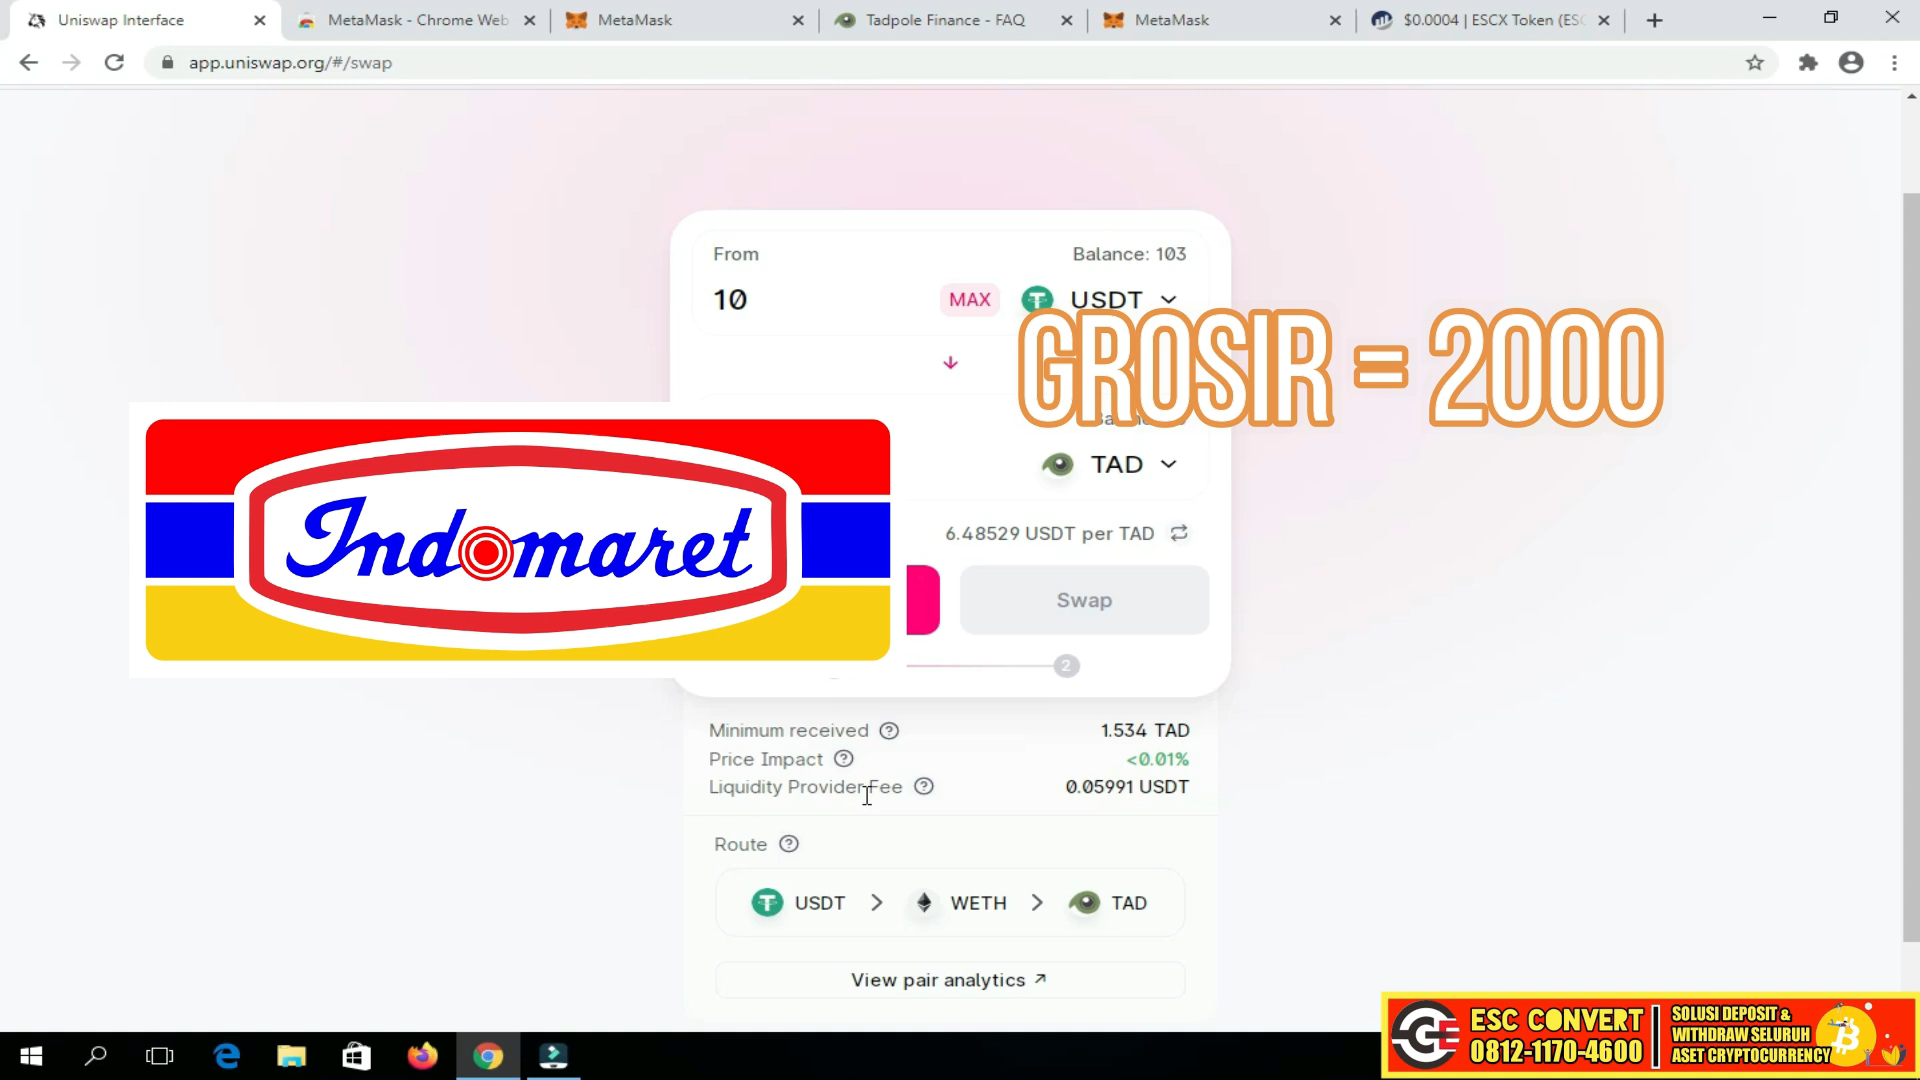 Uniswap Interface
MetaMask - Chrome Web
MetaMask
Tadpole Finance - FAQ
MetaMask
$0.0004 | ESCX Token (ESC
app.uniswap.org/#/swap
From
Balance: 103
10
MAX
USDT
GROSIR = 2000
TAD
Indomaret
6.48529 USDT per TAD
Swap
2
Minimum received
1.534 TAD
Price Impact
<0.01%
Liquidity Provider Fee
0.05991 USDT
Route
USDT > WETH > TAD
View pair analytics ↗
ESC CONVERT
0812-1170-4600
SOLUSI DEPOSIT &
WITHDRAW SELURUH
ASET CRYPTOCURRENCY